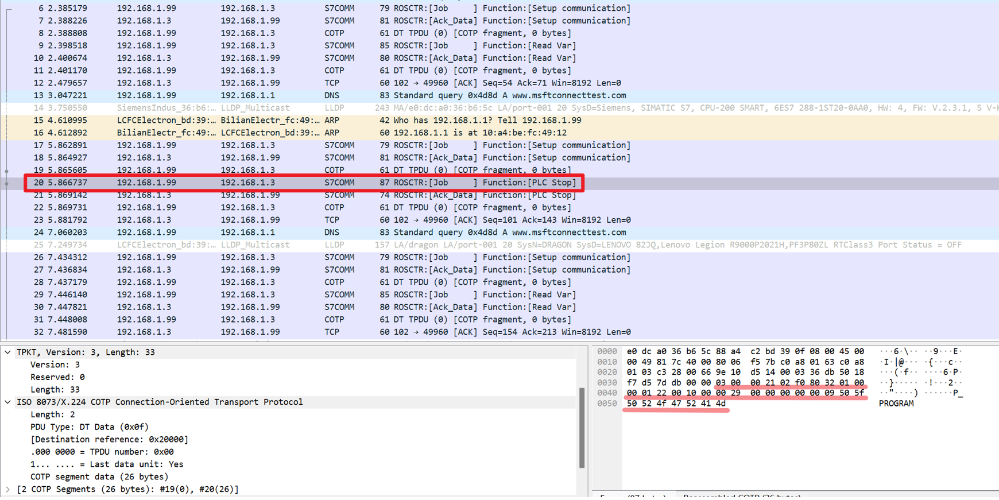 6 2.385179 192.168.1.99 192.168.1.3 S7COMM 79 ROSCTR:[Job     ] Function:[Setup communication]
7 2.388226 192.168.1.3 192.168.1.99 S7COMM 81 ROSCTR:[Ack_Data] Function:[Setup communication]
8 2.388808 192.168.1.99 192.168.1.3 COTP 61 DT TPDU (0) [COTP fragment, 0 bytes]
9 2.398518 192.168.1.99 192.168.1.3 S7COMM 85 ROSCTR:[Job     ] Function:[Read Var]
10 2.400674 192.168.1.3 192.168.1.99 S7COMM 80 ROSCTR:[Ack_Data] Function:[Read Var]
11 2.401170 192.168.1.99 192.168.1.3 COTP 61 DT TPDU (0) [COTP fragment, 0 bytes]
12 2.479657 192.168.1.3 192.168.1.99 TCP 60 102 → 49960 [ACK] Seq=54 Ack=71 Win=8192 Len=0
13 3.047221 192.168.1.99 192.168.1.1 DNS 83 Standard query 0x4d8d A www.msftconnecttest.com
14 3.750550 SiemensIndus_36:b6:… LLDP_Multicast LLDP 243 MA/e0:dc:a0:36:b6:5c LA/port-001 20 SysD=Siemens, SIMATIC S7, CPU-200 SMART, 6ES7 288-1ST20-0AA0, HW: 4, FW: V.2.3.1, S V-
15 4.610995 LCFCElectron_bd:39:… BilianElectr_fc:49:… ARP 42 Who has 192.168.1.1? Tell 192.168.1.99
16 4.612892 BilianElectr_fc:49:… LCFCElectron_bd:39:… ARP 60 192.168.1.1 is at 10:a4:be:fc:49:12
17 5.862891 192.168.1.99 192.168.1.3 S7COMM 79 ROSCTR:[Job     ] Function:[Setup communication]
18 5.864927 192.168.1.3 192.168.1.99 S7COMM 81 ROSCTR:[Ack_Data] Function:[Setup communication]
19 5.865605 192.168.1.99 192.168.1.3 COTP 61 DT TPDU (0) [COTP fragment, 0 bytes]
20 5.866737 192.168.1.99 192.168.1.3 S7COMM 87 ROSCTR:[Job     ] Function:[PLC Stop]
21 5.869142 192.168.1.3 192.168.1.99 S7COMM 74 ROSCTR:[Ack_Data] Function:[PLC Stop]
22 5.869731 192.168.1.99 192.168.1.3 COTP 61 DT TPDU (0) [COTP fragment, 0 bytes]
23 5.881792 192.168.1.3 192.168.1.99 TCP 60 102 → 49960 [ACK] Seq=101 Ack=143 Win=8192 Len=0
24 7.060203 192.168.1.99 192.168.1.1 DNS 83 Standard query 0x4d8d A www.msftconnecttest.com
25 7.249734 LCFCElectron_bd:39:… LLDP_Multicast LLDP 157 LA/dragon LA/port-001 20 SysN=DRAGON SysD=LENOVO 82JQ,Lenovo Legion R9000P2021H,PF3P80ZL RTClass3 Port Status = OFF
26 7.434312 192.168.1.99 192.168.1.3 S7COMM 79 ROSCTR:[Job     ] Function:[Setup communication]
27 7.436834 192.168.1.3 192.168.1.99 S7COMM 81 ROSCTR:[Ack_Data] Function:[Setup communication]
28 7.437179 192.168.1.99 192.168.1.3 COTP 61 DT TPDU (0) [COTP fragment, 0 bytes]
29 7.446140 192.168.1.99 192.168.1.3 S7COMM 85 ROSCTR:[Job     ] Function:[Read Var]
30 7.447821 192.168.1.3 192.168.1.99 S7COMM 80 ROSCTR:[Ack_Data] Function:[Read Var]
31 7.448008 192.168.1.99 192.168.1.3 COTP 61 DT TPDU (0) [COTP fragment, 0 bytes]
32 7.481590 192.168.1.3 192.168.1.99 TCP 60 102 → 49960 [ACK] Seq=154 Ack=213 Win=8192 Len=0
TPKT, Version: 3, Length: 33
Version: 3
Reserved: 0
Length: 33
ISO 8073/X.224 COTP Connection-Oriented Transport Protocol
Length: 2
PDU Type: DT Data (0x0f)
[Destination reference: 0x20000]
.000 0000 = TPDU number: 0x00
1... .... = Last data unit: Yes
COTP segment data (26 bytes)
[2 COTP Segments (26 bytes): #19(0), #20(26)]
0000 e0 dc a0 36 b6 5c 88 a4 c2 bd 39 0f 08 00 45 00 ···6·\·· ··9···E·
0010 00 49 81 7c 40 00 80 06 f5 7b c0 a8 01 63 c0 a8 ·I·|@··· ·{···c··
0020 01 03 c3 28 00 66 9e 10 d5 14 00 03 36 db 50 18 ···(·f·· ····6·P·
0030 f7 d5 7d db 00 00 03 00 00 21 02 f0 80 32 01 00 ··}····· ·!···2··
0040 00 01 22 00 10 00 00 29 00 00 00 00 00 09 50 5f ··"····) ······P_
0050 50 52 4f 47 52 41 4d PROGRAM